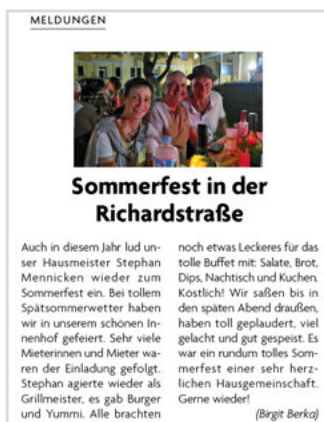 MELDUNGEN
Sommerfest in der
Richardstraße
Auch in diesem Jahr lud un-
ser Hausmeister Stephan
Mennicken wieder zum
Sommerfest ein. Bei tollem
Spätsommerwetter haben
wir in unserem schönen In-
nenhof gefeiert. Sehr viele
Mieterinnen und Mieter wa-
ren der Einladung gefolgt.
Stephan agierte wieder als
Grillmeister, es gab Burger
und Yummi. Alle brachten
noch etwas Leckeres für das
tolle Buffet mit: Salate, Brot,
Dips, Nachtisch und Kuchen.
Köstlich! Wir saßen bis in
den späten Abend draußen,
haben toll geplaudert, viel
gelacht und gut gespeist. Es
war ein rundum tolles Som-
merfest einer sehr herz-
lichen Hausgemeinschaft.
Gerne wieder!
(Birgit Berka)